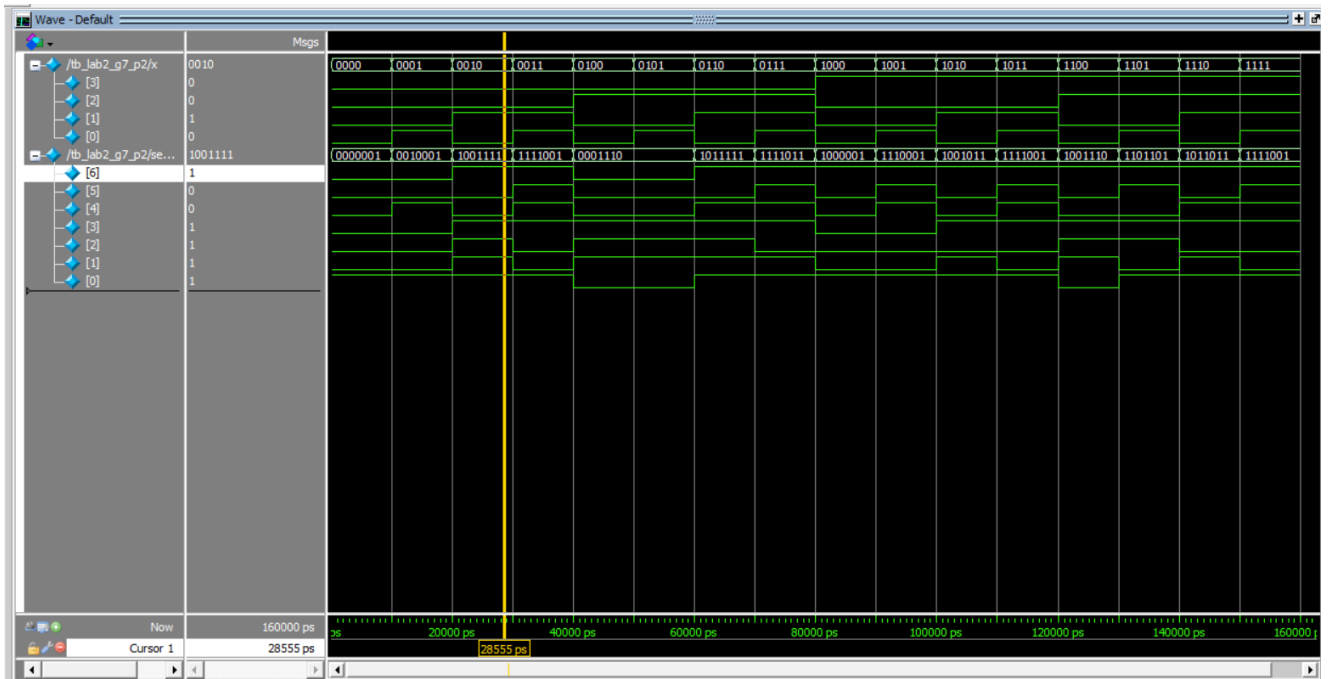 Wave - Default
Msgs
/tb_lab2_g7_p2/x 0010 0000 0001 0010 0011 0100 0101 0110 0111 1000 1001 1010 1011 1100 1101 1110 1111
[3] 0
[2] 0
[1] 1
[0] 0
/tb_lab2_g7_p2/se... 1001111 0000001 0010001 1001111 1111001 0001110 1011111 1111011 1000001 1110001 1001011 1111001 1001110 1101101 1011011 1111001
[6] 1
[5] 0
[4] 0
[3] 1
[2] 1
[1] 1
[0] 1
Now 160000 ps ps 20000 ps 40000 ps 60000 ps 80000 ps 100000 ps 120000 ps 140000 ps 160000
Cursor 1 28555 ps 28555 ps